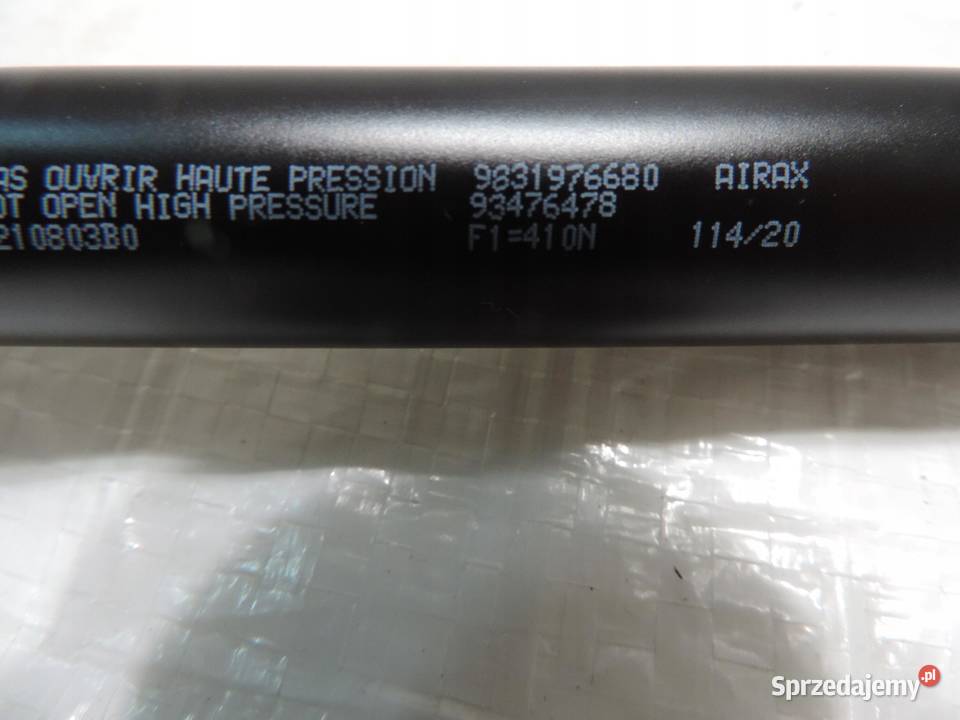 AS OUVRIR HAUTE PRESSION 9831976680 AIRAX
OT OPEN HIGH PRESSURE 93476478
210803B0 F1=410N 114/20
Sprzedajemy.pl